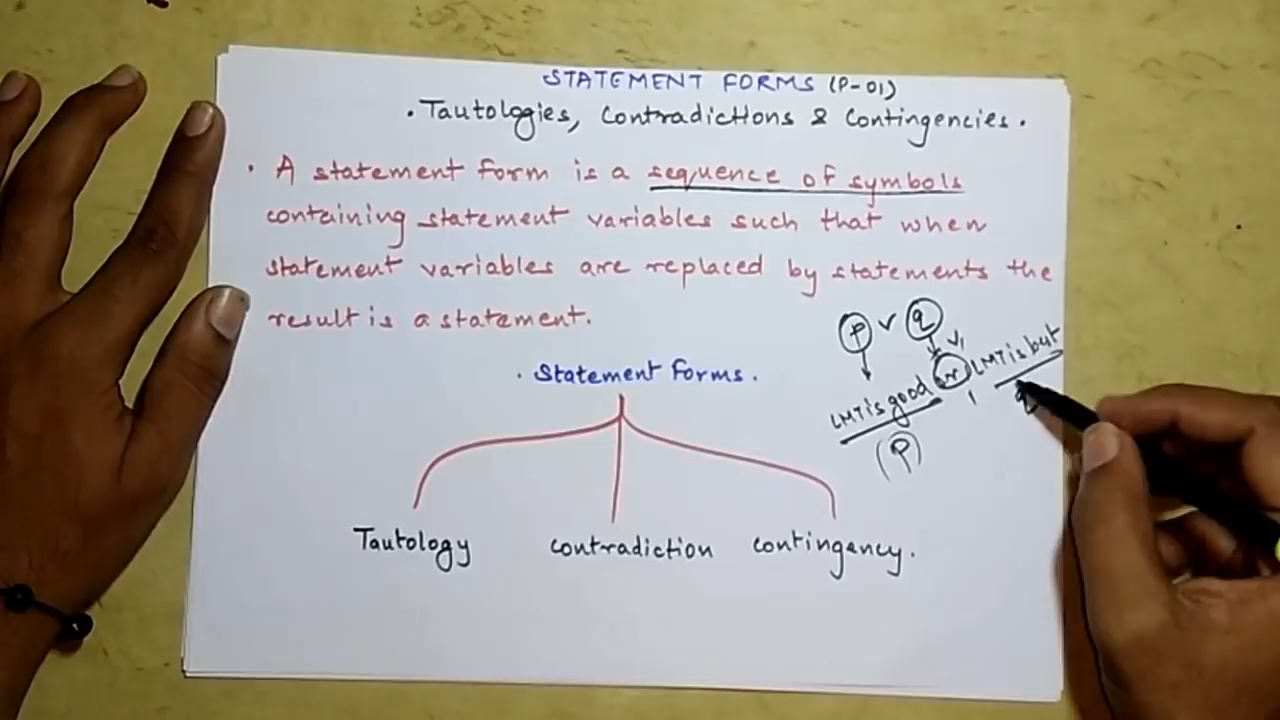 STATEMENT FORMS (P-01)
. Tautologies, Contradictions & Contingencies.
. A statement form is a sequence of symbols
containing statement variables such that when
statement variables are replaced by statements the
result is a statement.
p v q
LMT is good or LMT is but
(P)
q
. Statement Forms.
Tautology contradiction contingency.